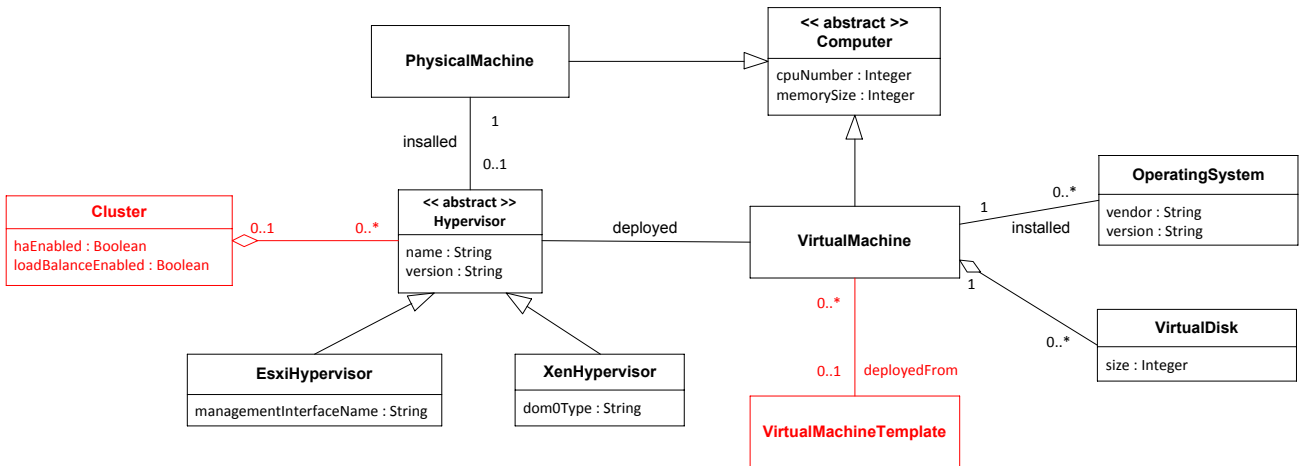 << abstract >>
Computer
cpuNumber : Integer
memorySize : Integer
PhysicalMachine
1
insalled
0..1
<< abstract >>
Hypervisor
name : String
version : String
Cluster
haEnabled : Boolean
loadBalanceEnabled : Boolean
0..1
0..*
deployed
VirtualMachine
1
0..*
installed
OperatingSystem
vendor : String
version : String
1
0..*
VirtualDisk
size : Integer
0..*
0..1
deployedFrom
VirtualMachineTemplate
EsxiHypervisor
managementInterfaceName : String
XenHypervisor
dom0Type : String